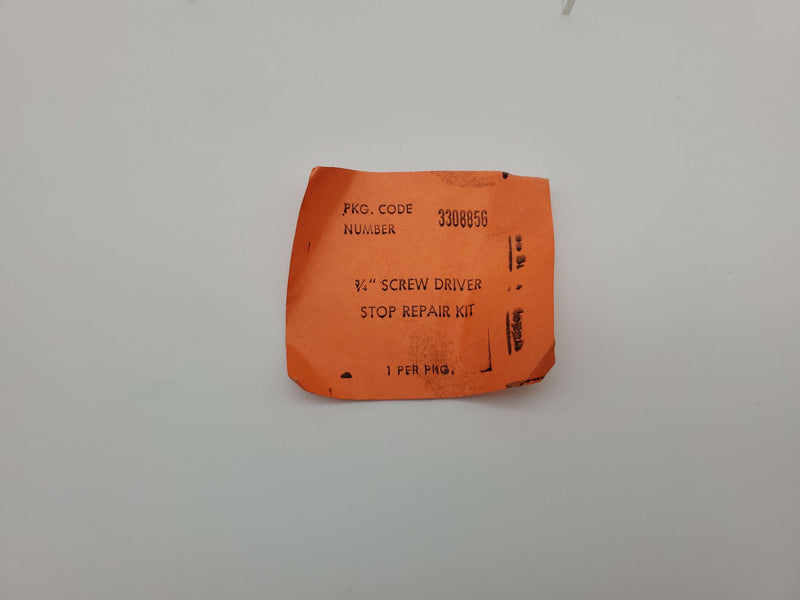 PKG. CODE
NUMBER
3308856
¾" SCREW DRIVER
STOP REPAIR KIT
1 PER PKG.